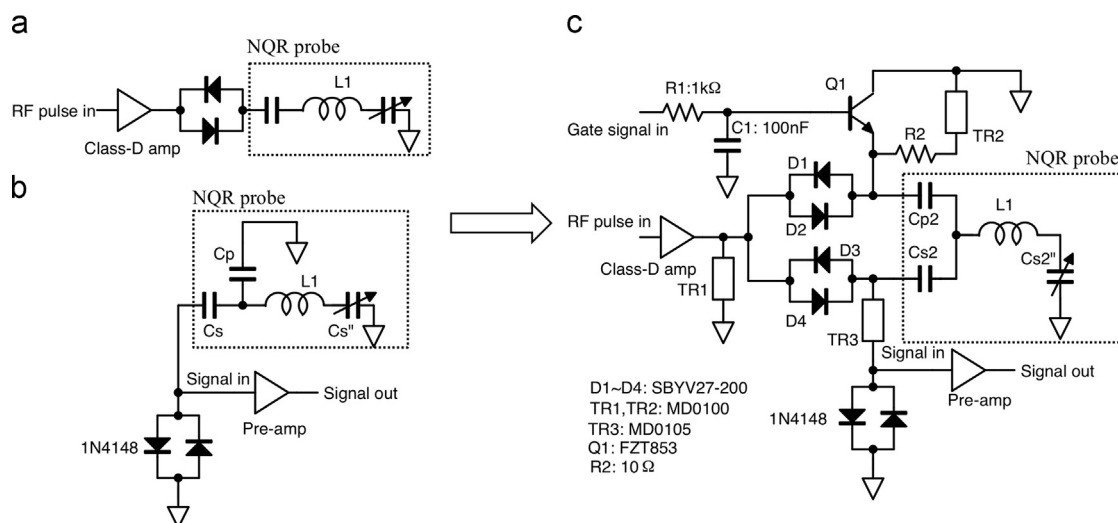 a
NQR probe
L1
RF pulse in
Class-D amp
b
NQR probe
Cp
L1
Cs
Cs"
Signal in
Signal out
Pre-amp
1N4148
c
R1:1kΩ
Q1
Gate signal in
C1: 100nF
R2
TR2
NQR probe
D1
L1
RF pulse in
Cp2
D2
D3
Cs2
Cs2"
Class-D amp
TR1
D4
TR3
Signal in
Signal out
Pre-amp
D1~D4: SBYV27-200
TR1,TR2: MD0100
TR3: MD0105
Q1: FZT853
R2: 10 Ω
1N4148